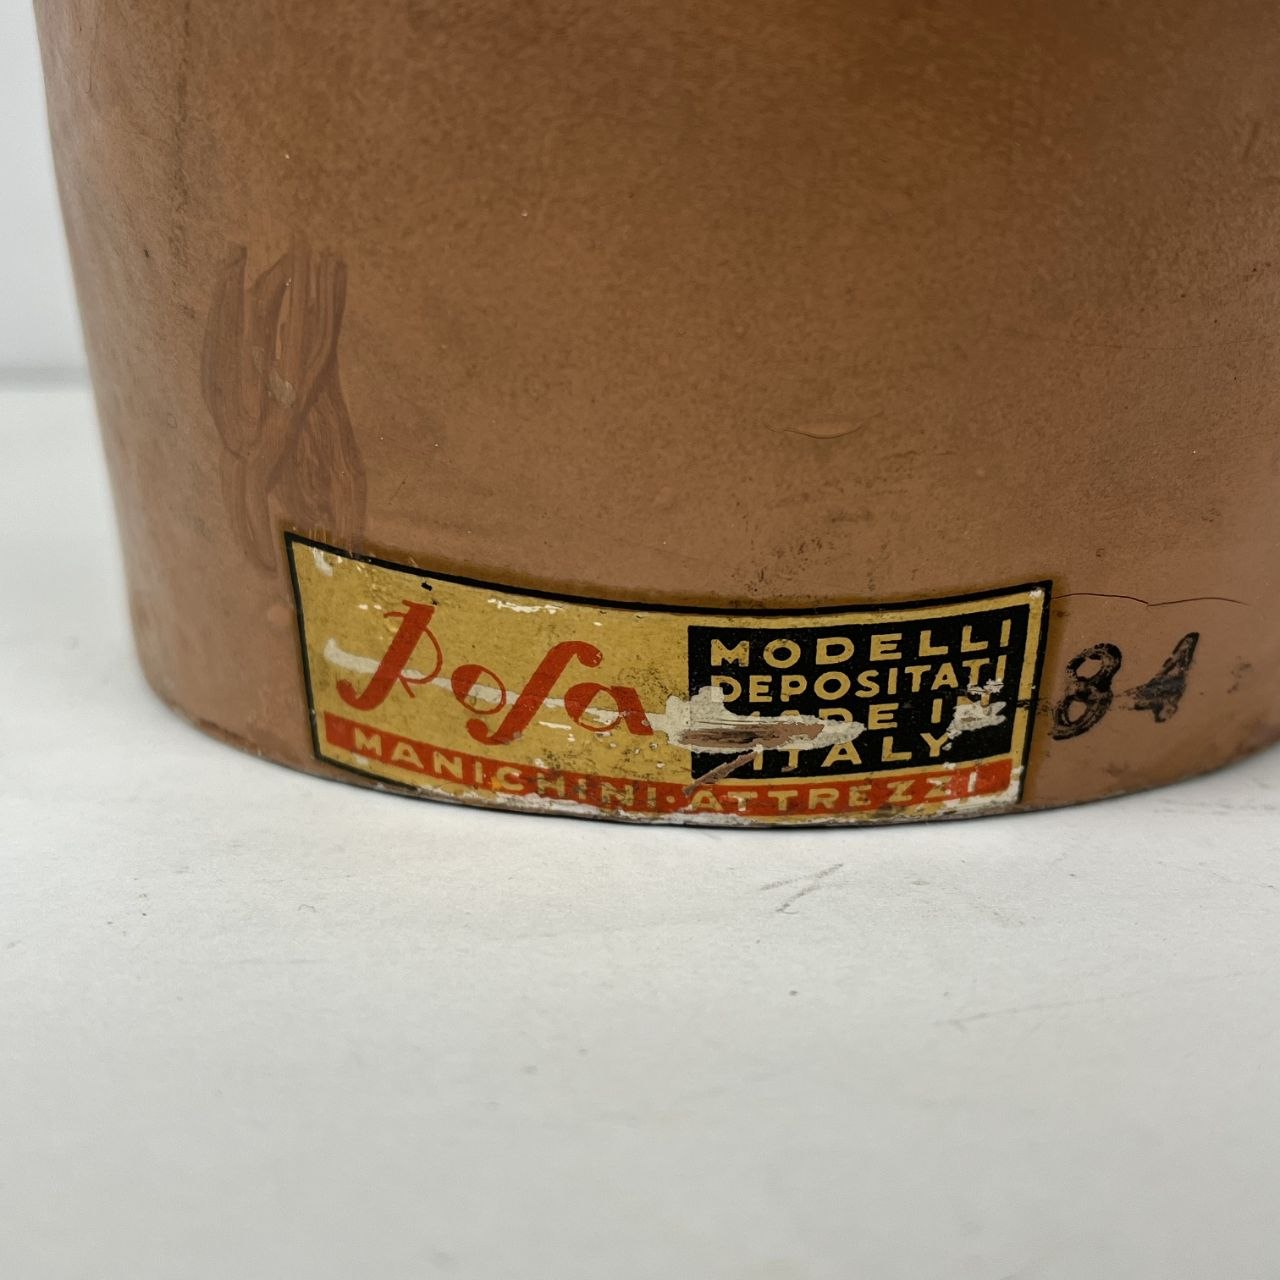 Rosa
MODELLI
DEPOSITATI
MADE IN
ITALY
MANICHINI · ATTREZZI
84